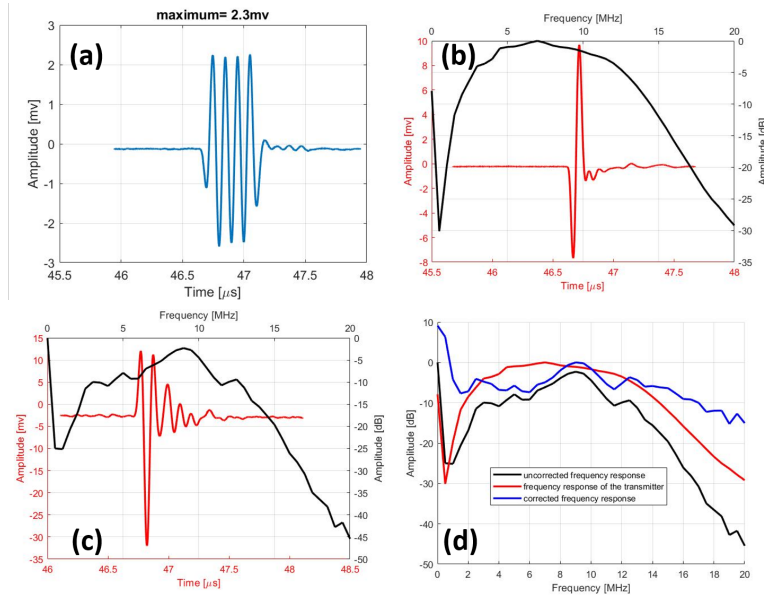 maximum= 2.3mv
(a)
Amplitude [mv]
3
2
1
0
-1
-2
-3
45.5 46 46.5 47 47.5 48
Time [μs]
Frequency [MHz]
0 5 10 15 20
(b)
Amplitude [mv]
10
8
6
4
2
0
-2
-4
-6
-8
0
-5
-10
-15
-20
-25
-30
-35
Amplitude [dB]
45.5 46 46.5 47 47.5 48
Time [μs]
Frequency [MHz]
0 5 10 15 20
(c)
Amplitude [mv]
15
10
5
0
-5
-10
-15
-20
-25
-30
-35
0
-5
-10
-15
-20
-25
-30
-35
-40
-45
-50
Amplitude [dB]
46 46.5 47 47.5 48 48.5
Time [μs]
Amplitude [dB]
10
0
-10
-20
-30
-40
-50
uncorrected frequency response
frequency response of the transmitter
corrected frequency response
(d)
0 2 4 6 8 10 12 14 16 18 20
Frequency [MHz]